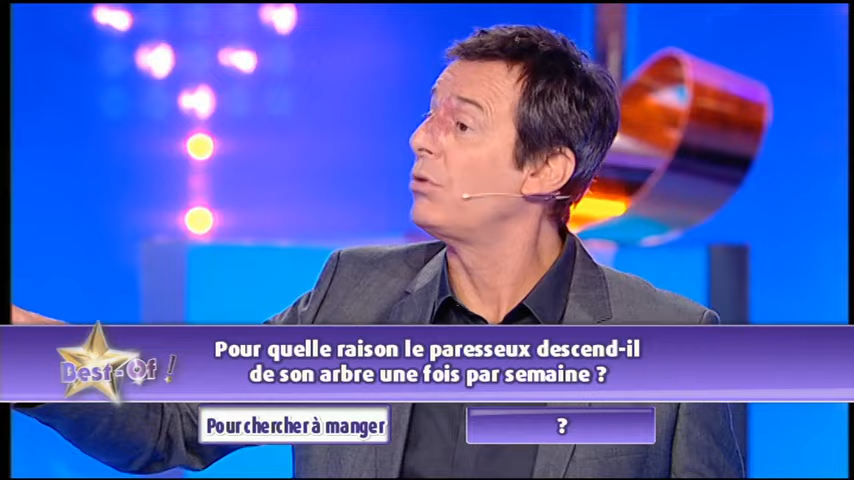 Pour quelle raison le paresseux descend-il
de son arbre une fois par semaine ?
Best-Of !
Pour chercher à manger
?